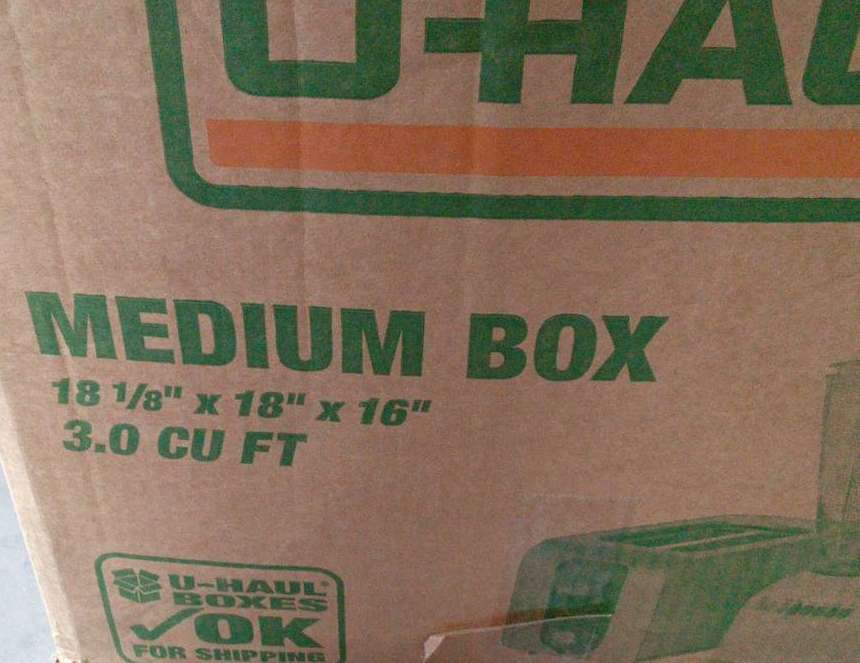 U-HAU
MEDIUM BOX
18 1/8" x 18" x 16"
3.0 CU FT
U-HAUL®
BOXES
✓OK
FOR SHIPPING